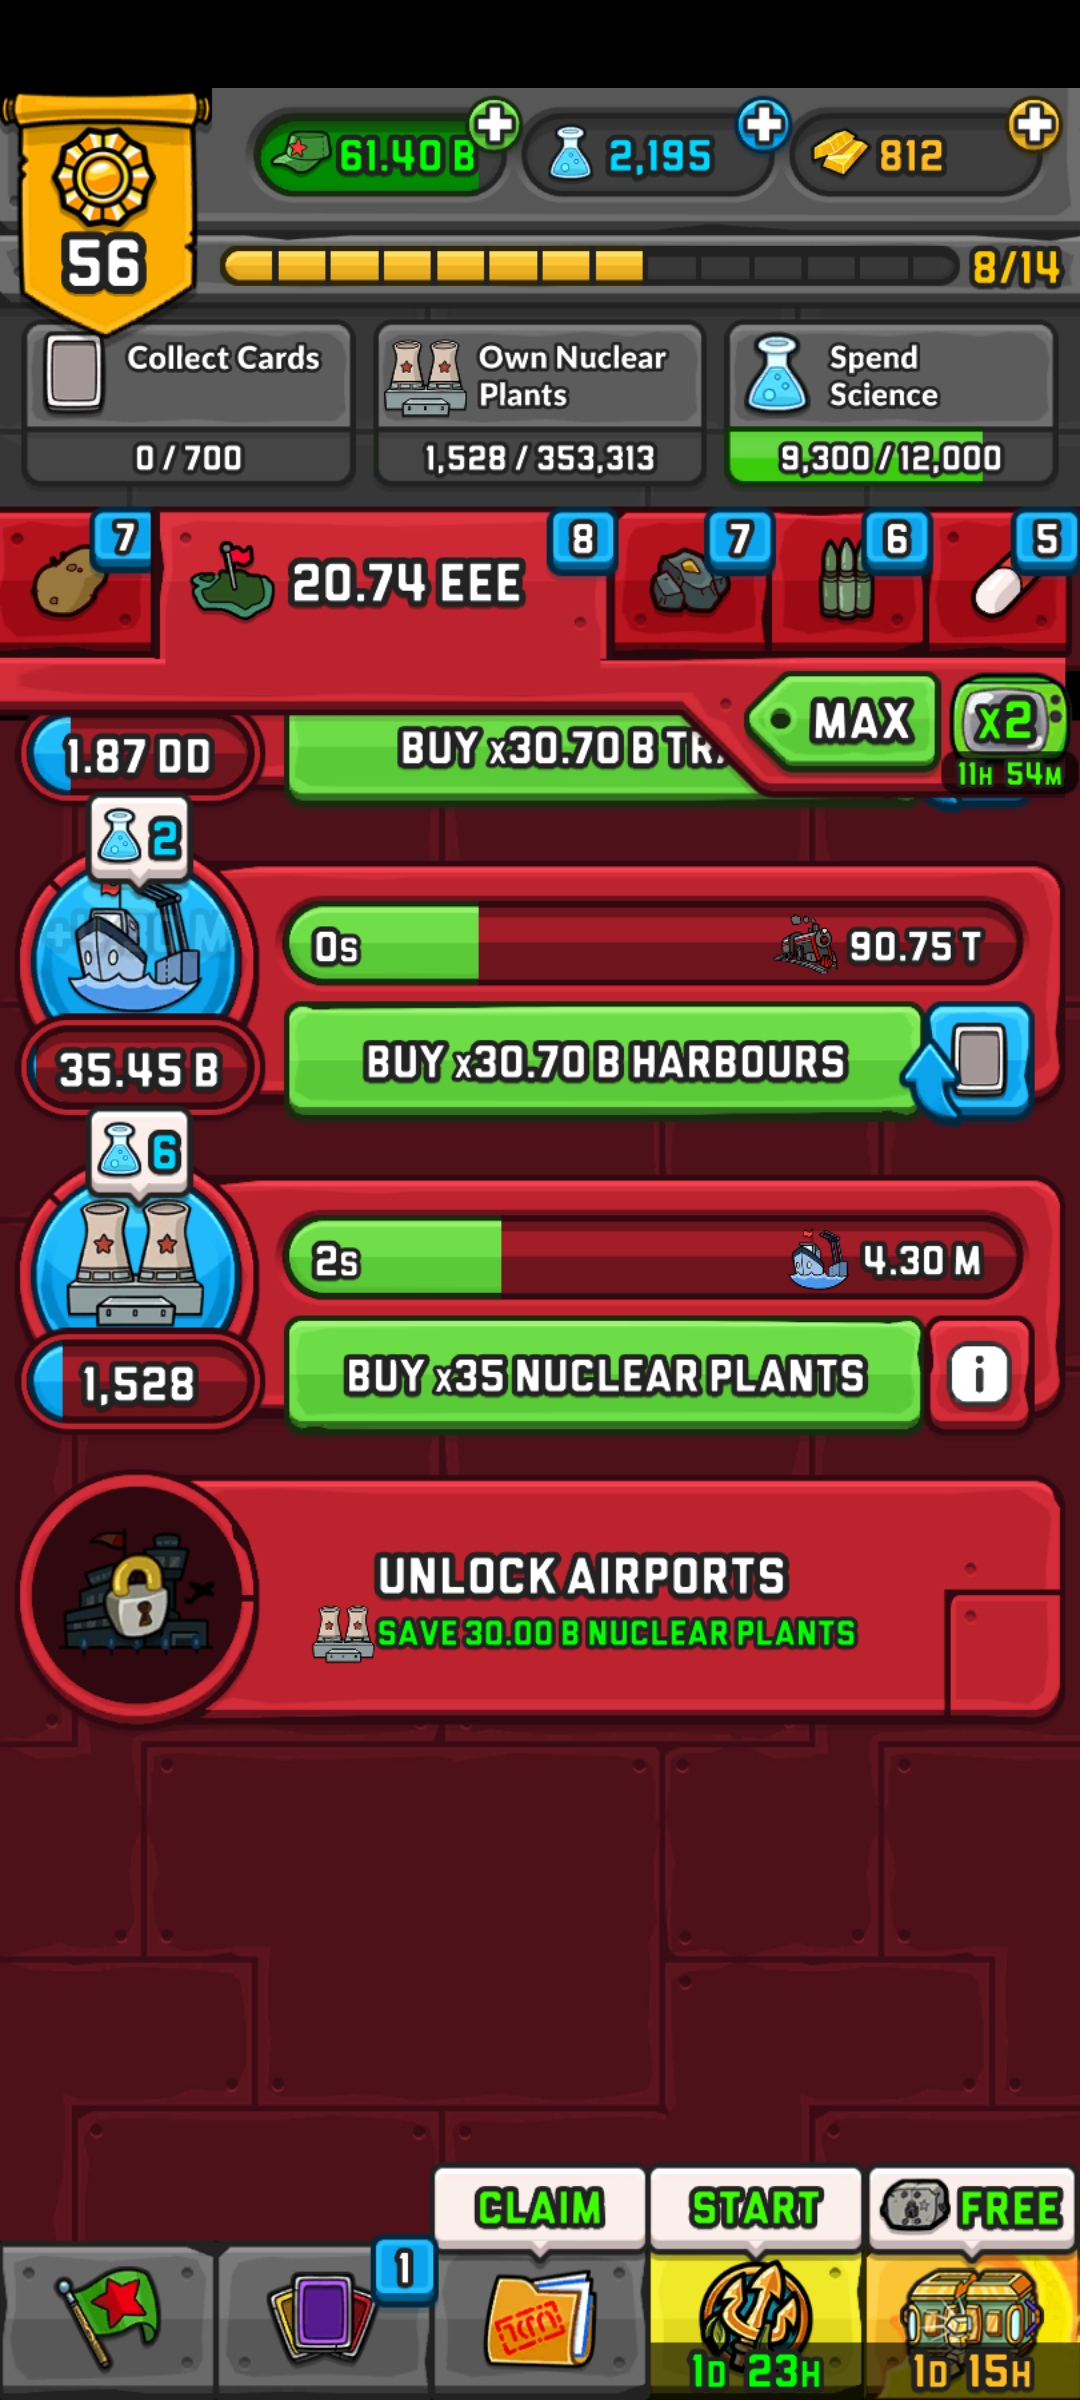 61.40 B
2,195
812
56
8/14
Collect Cards
0 / 700
Own Nuclear
Plants
1,528 / 353,313
Spend
Science
9,300 / 12,000
7
20.74 EEE
8
7
6
5
MAX
x2
11H 54M
1.87 DD
BUY x30.70 B
2
0s
90.75 T
35.45 B
BUY x30.70 B HARBOURS
6
2s
4.30 M
1,528
BUY x35 NUCLEAR PLANTS
i
UNLOCK AIRPORTS
SAVE 30.00 B NUCLEAR PLANTS
CLAIM
START
FREE
1
1D 23H
1D 15H